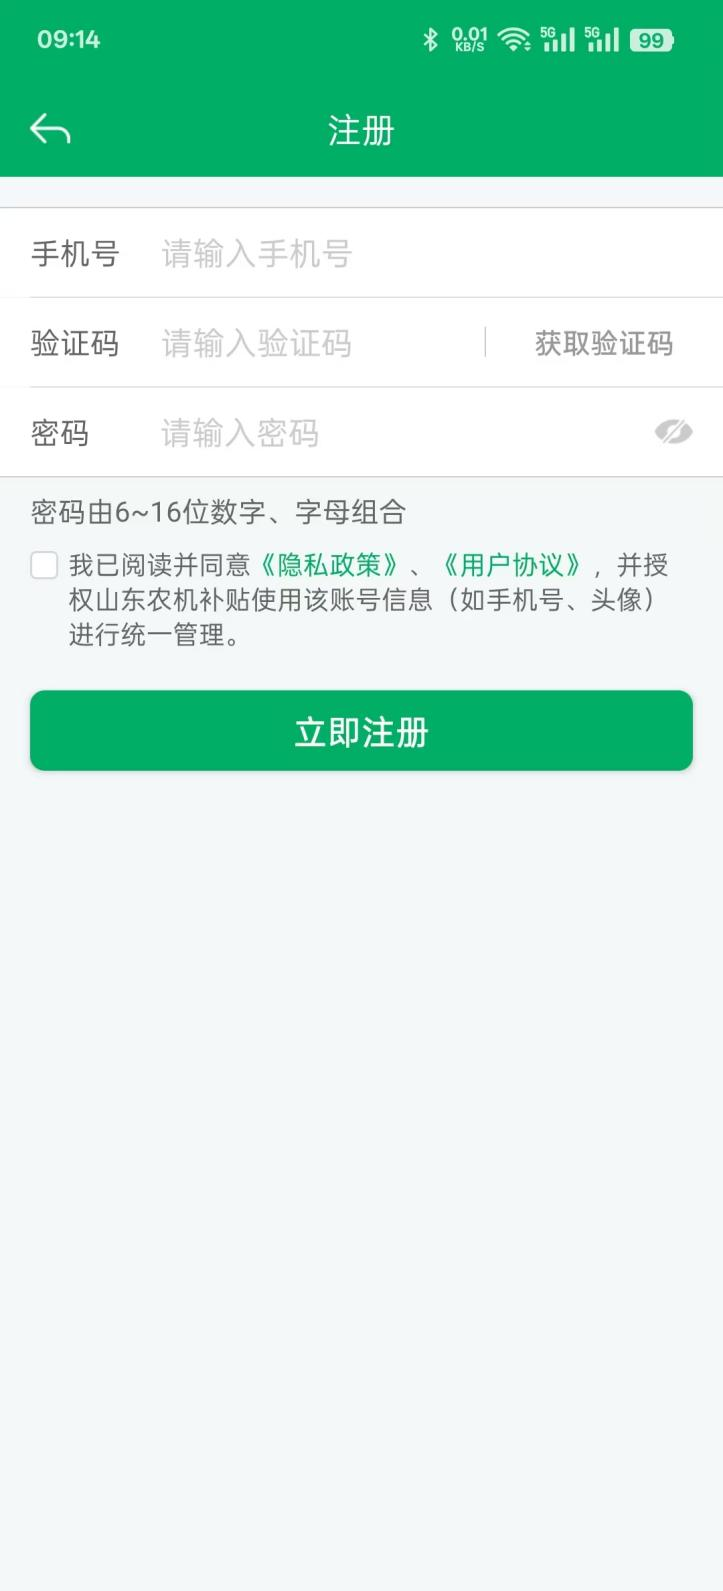 09:14 0.01 KB/S 5G 5G 99
注册
手机号 请输入手机号
验证码 请输入验证码 获取验证码
密码 请输入密码
密码由6~16位数字、字母组合
我已阅读并同意《隐私政策》、《用户协议》，并授
权山东农机补贴使用该账号信息（如手机号、头像）
进行统一管理。
立即注册